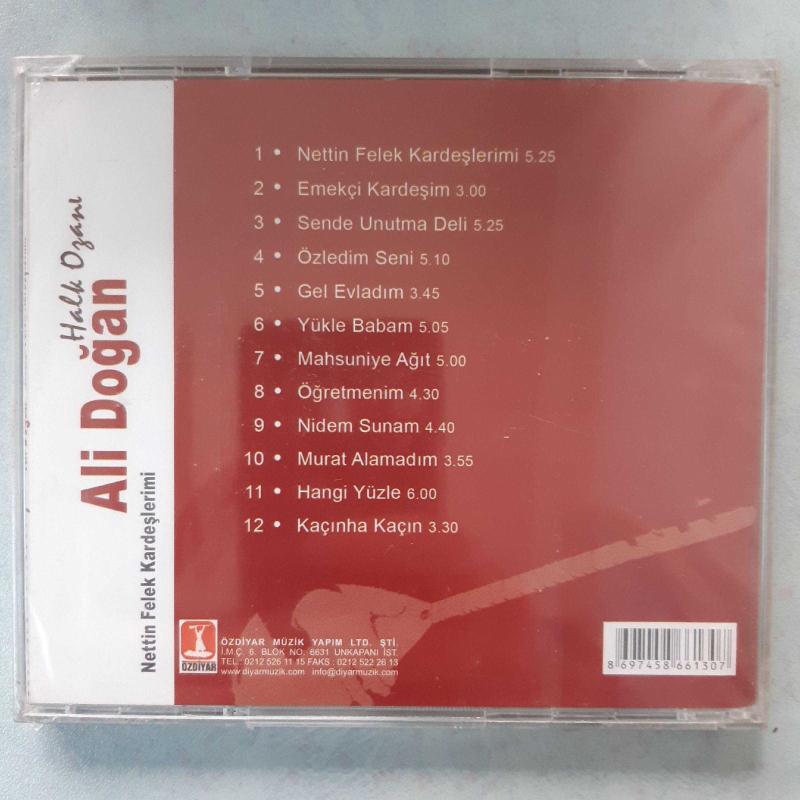 Halk Ozanı
Ali Doğan
Nettin Felek Kardeşlerimi
1 • Nettin Felek Kardeşlerimi 5.25
2 • Emekçi Kardeşim 3.00
3 • Sende Unutma Deli 5.25
4 • Özledim Seni 5.10
5 • Gel Evladım 3.45
6 • Yükle Babam 5.05
7 • Mahsuniye Ağıt 5.00
8 • Öğretmenim 4.30
9 • Nidem Sunam 4.40
10 • Murat Alamadım 3.55
11 • Hangi Yüzle 6.00
12 • Kaçınha Kaçın 3.30
ÖZDİYAR
ÖZDİYAR MÜZİK YAPIM LTD. ŞTİ.
İ.M.Ç. 6. BLOK NO. 6631 UNKAPANI İST.
TEL : 0212 526 11 15 FAKS : 0212 522 26 13
www.diyarmuzik.com info@diyarmuzik.com
8 697458 661307